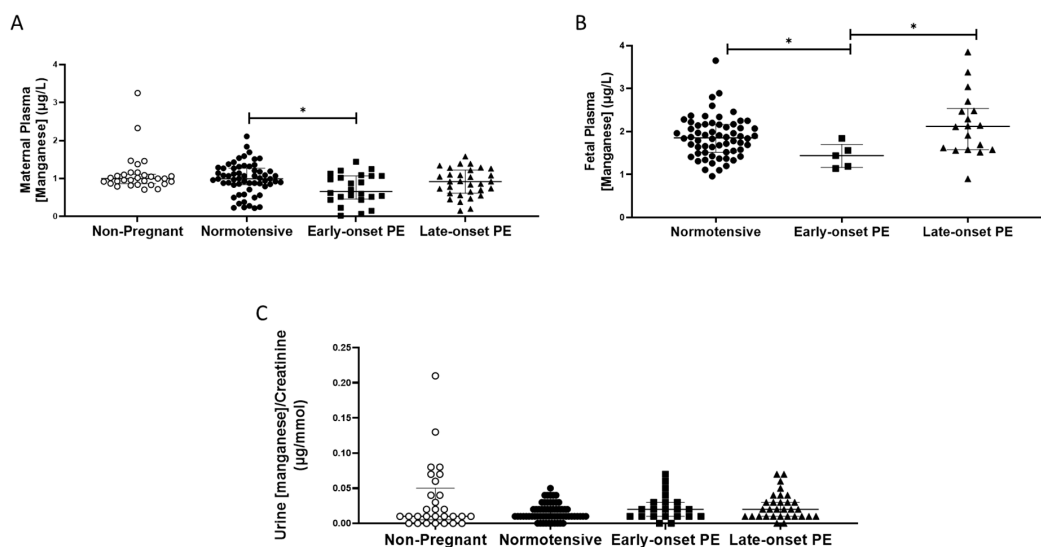 A
Maternal Plasma
[Manganese] (µg/L)
4
3
2
1
0
*
Non-Pregnant
Normotensive
Early-onset PE
Late-onset PE
B
Fetal Plasma
[Manganese] (µg/L)
4
3
2
1
0
*
*
Normotensive
Early-onset PE
Late-onset PE
C
Urine [manganese]/Creatinine
(µg/mmol)
0.25
0.20
0.15
0.10
0.05
0.00
Non-Pregnant
Normotensive
Early-onset PE
Late-onset PE